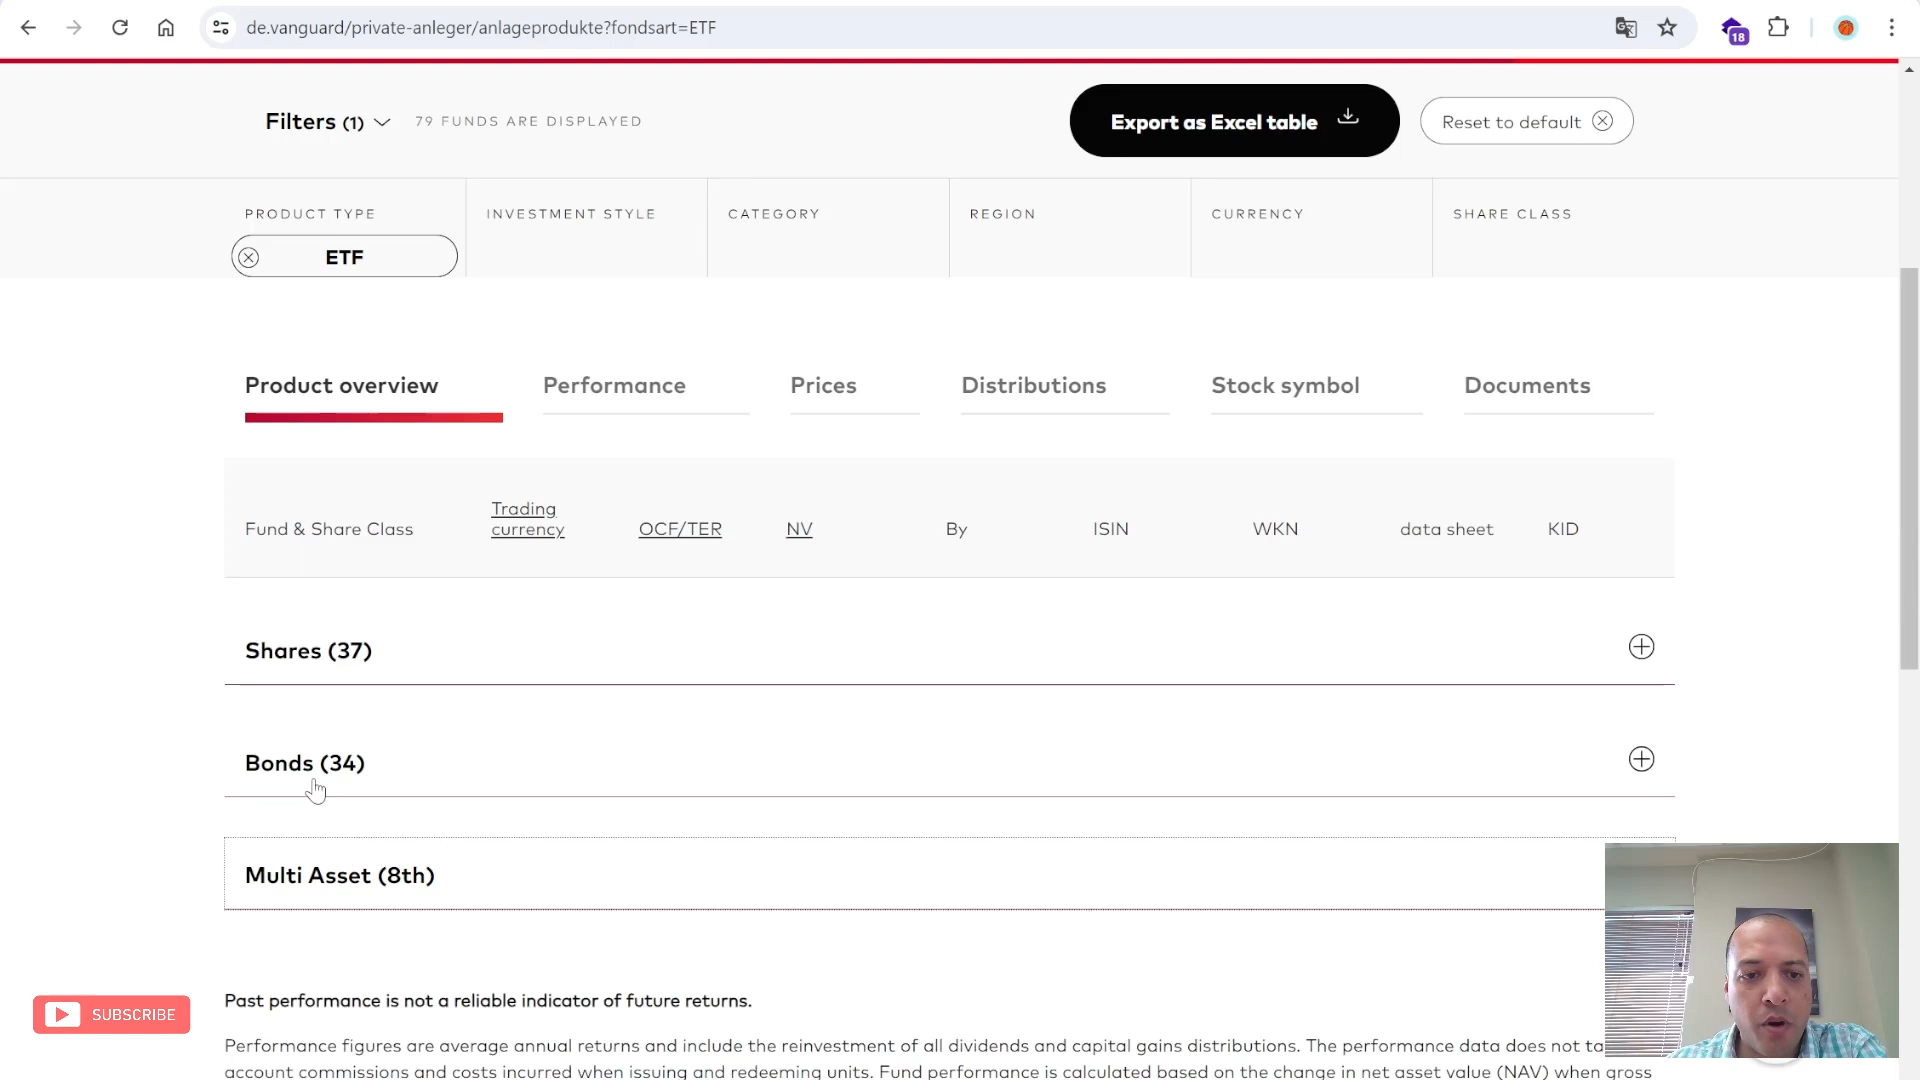 de.vanguard/private-anleger/anlageprodukte?fondsart=ETF
18
Filters (1)
79 FUNDS ARE DISPLAYED
Export as Excel table
Reset to default
PRODUCT TYPE
INVESTMENT STYLE
CATEGORY
REGION
CURRENCY
SHARE CLASS
ETF
Product overview
Performance
Prices
Distributions
Stock symbol
Documents
Fund & Share Class
Trading
currency
OCF/TER
NV
By
ISIN
WKN
data sheet
KID
Shares (37)
Bonds (34)
Multi Asset (8th)
Past performance is not a reliable indicator of future returns.
SUBSCRIBE
Performance figures are average annual returns and include the reinvestment of all dividends and capital gains distributions. The performance data does not ta
account commissions and costs incurred when issuing and redeeming units. Fund performance is calculated based on the change in net asset value (NAV) when gross